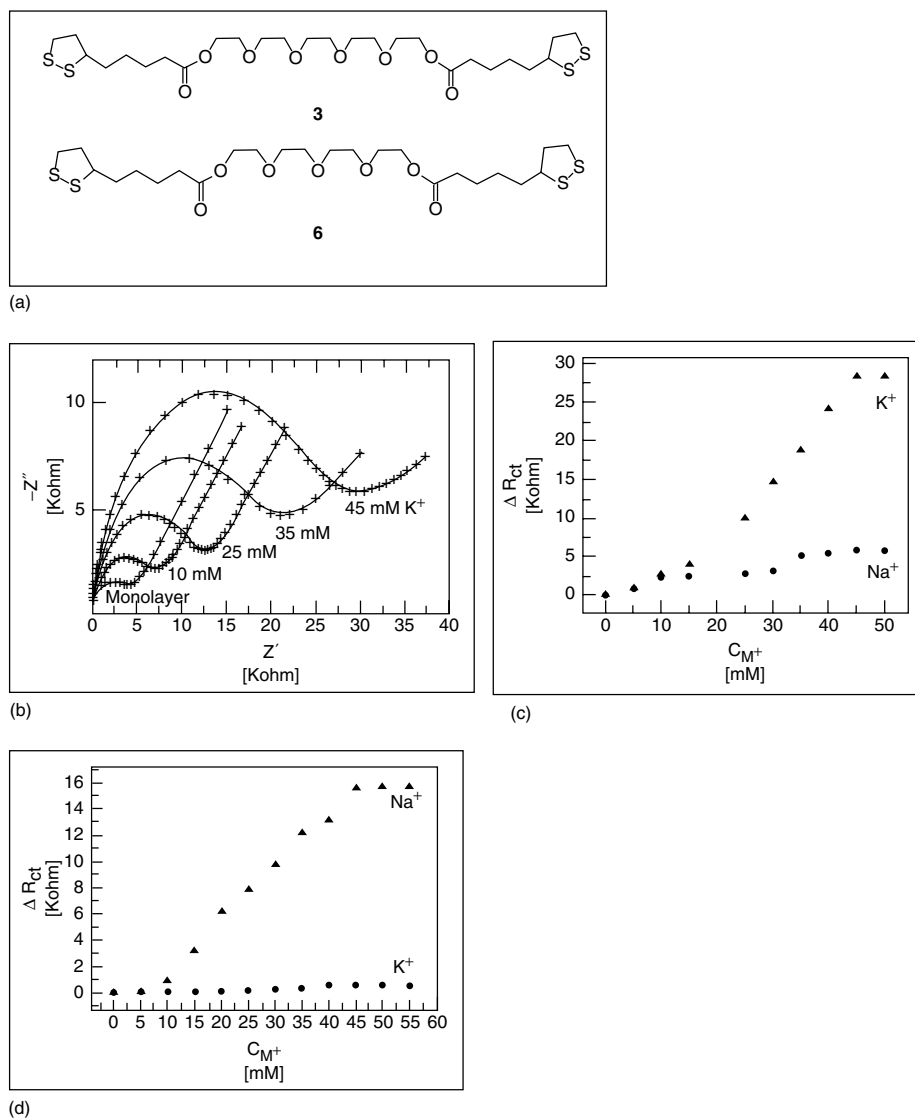 S
S
O
O
O
O
O
O
O
O
S
S
3
S
S
O
O
O
O
O
O
O
S
S
6
(a)
10
5
−Z″
[Kohm]
45 mM K+
35 mM
25 mM
10 mM
Monolayer
0 5 10 15 20 25 30 35 40
Z′
[Kohm]
(b)
30
25
20
15
10
5
0
Δ Rct
[Kohm]
K+
Na+
0 10 20 30 40 50
CM+
[mM]
(c)
16
14
12
10
8
6
4
2
0
Δ Rct
[Kohm]
Na+
K+
0 5 10 15 20 25 30 35 40 45 50 55 60
CM+
[mM]
(d)